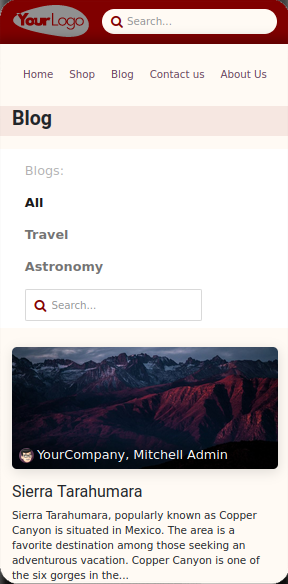 YourLogo
Search...
Home Shop Blog Contact us About Us
Blog
Blogs:
All
Travel
Astronomy
Search...
YourCompany, Mitchell Admin
Sierra Tarahumara
Sierra Tarahumara, popularly known as Copper
Canyon is situated in Mexico. The area is a
favorite destination among those seeking an
adventurous vacation. Copper Canyon is one of
the six gorges in the...